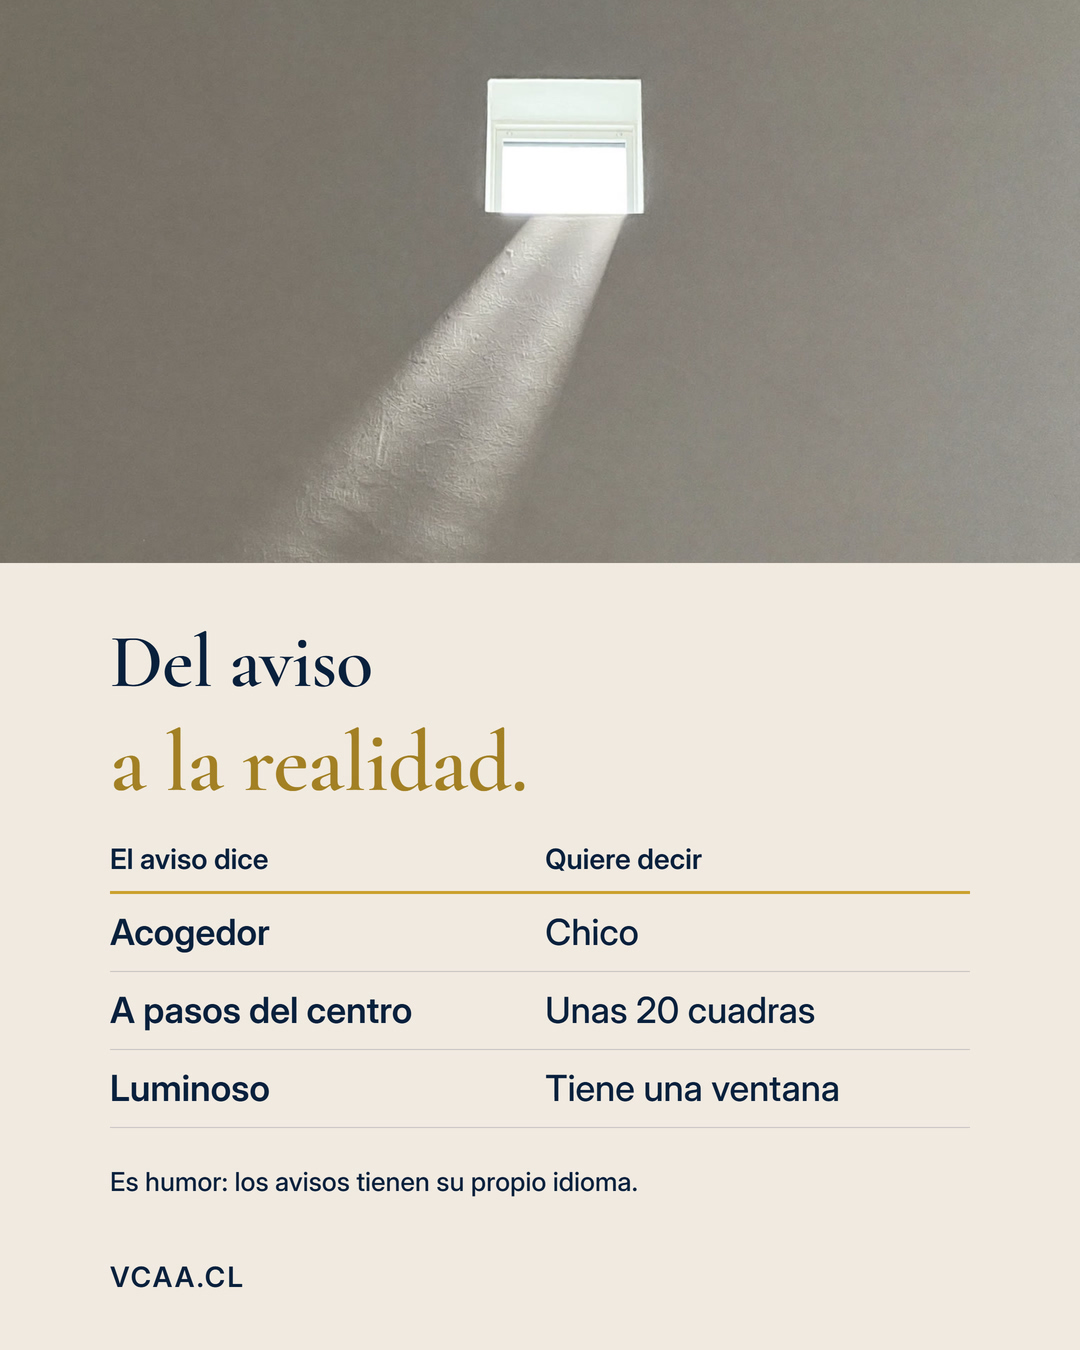 Del aviso
a la realidad.
El aviso dice Quiere decir
Acogedor Chico
A pasos del centro Unas 20 cuadras
Luminoso Tiene una ventana
Es humor: los avisos tienen su propio idioma.
VCAA.CL